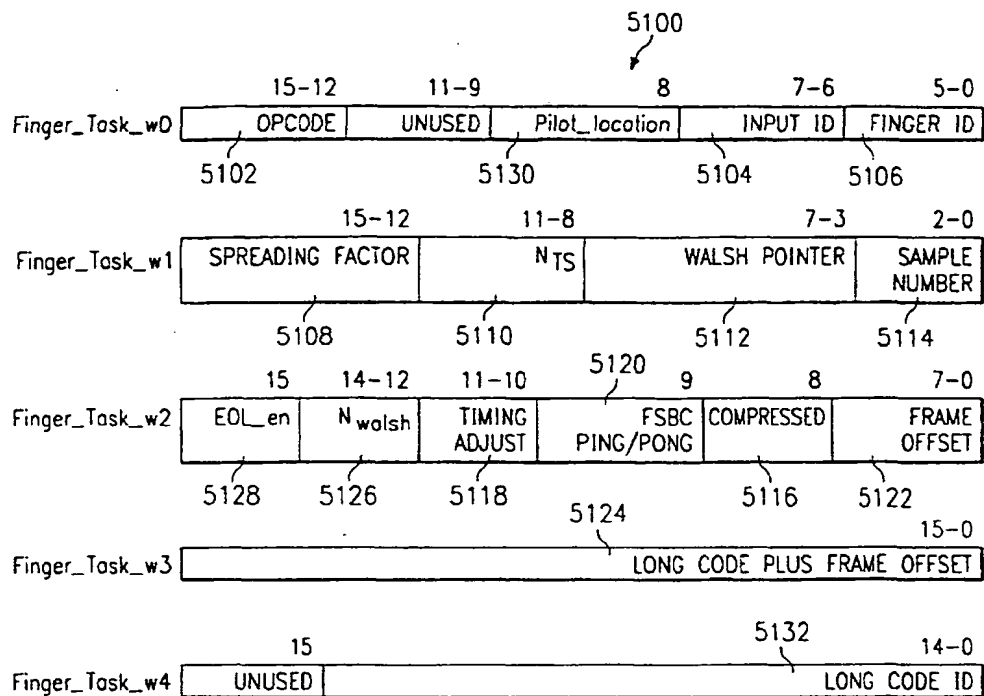 5100
15-12 11-9 8 7-6 5-0
Finger_Task_w0 OPCODE UNUSED Pilot_location INPUT ID FINGER ID
5102 5130 5104 5106
15-12 11-8 7-3 2-0
Finger_Task_w1 SPREADING FACTOR N TS WALSH POINTER SAMPLE
NUMBER
5108 5110 5112 5114
5120
15 14-12 11-10 9 8 7-0
Finger_Task_w2 EOL_en N walsh TIMING FSBC COMPRESSED FRAME
ADJUST PING/PONG OFFSET
5128 5126 5118 5116 5122
5124 15-0
Finger_Task_w3 LONG CODE PLUS FRAME OFFSET
15 5132 14-0
Finger_Task_w4 UNUSED LONG CODE ID